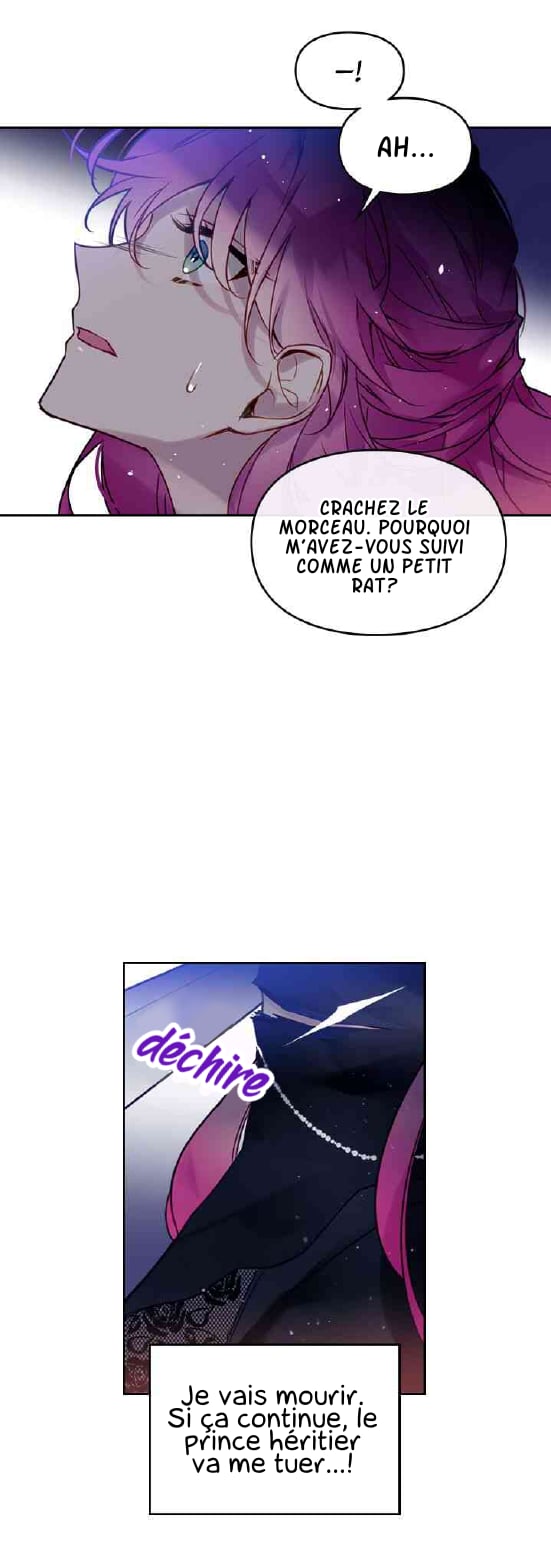 —!
AH...
CRACHEZ LE
MORCEAU. POURQUOI
M'AVEZ-VOUS SUIVI
COMME UN PETIT
RAT?
déchire
Je vais mourir.
Si ça continue, le
prince héritier
va me tuer...!